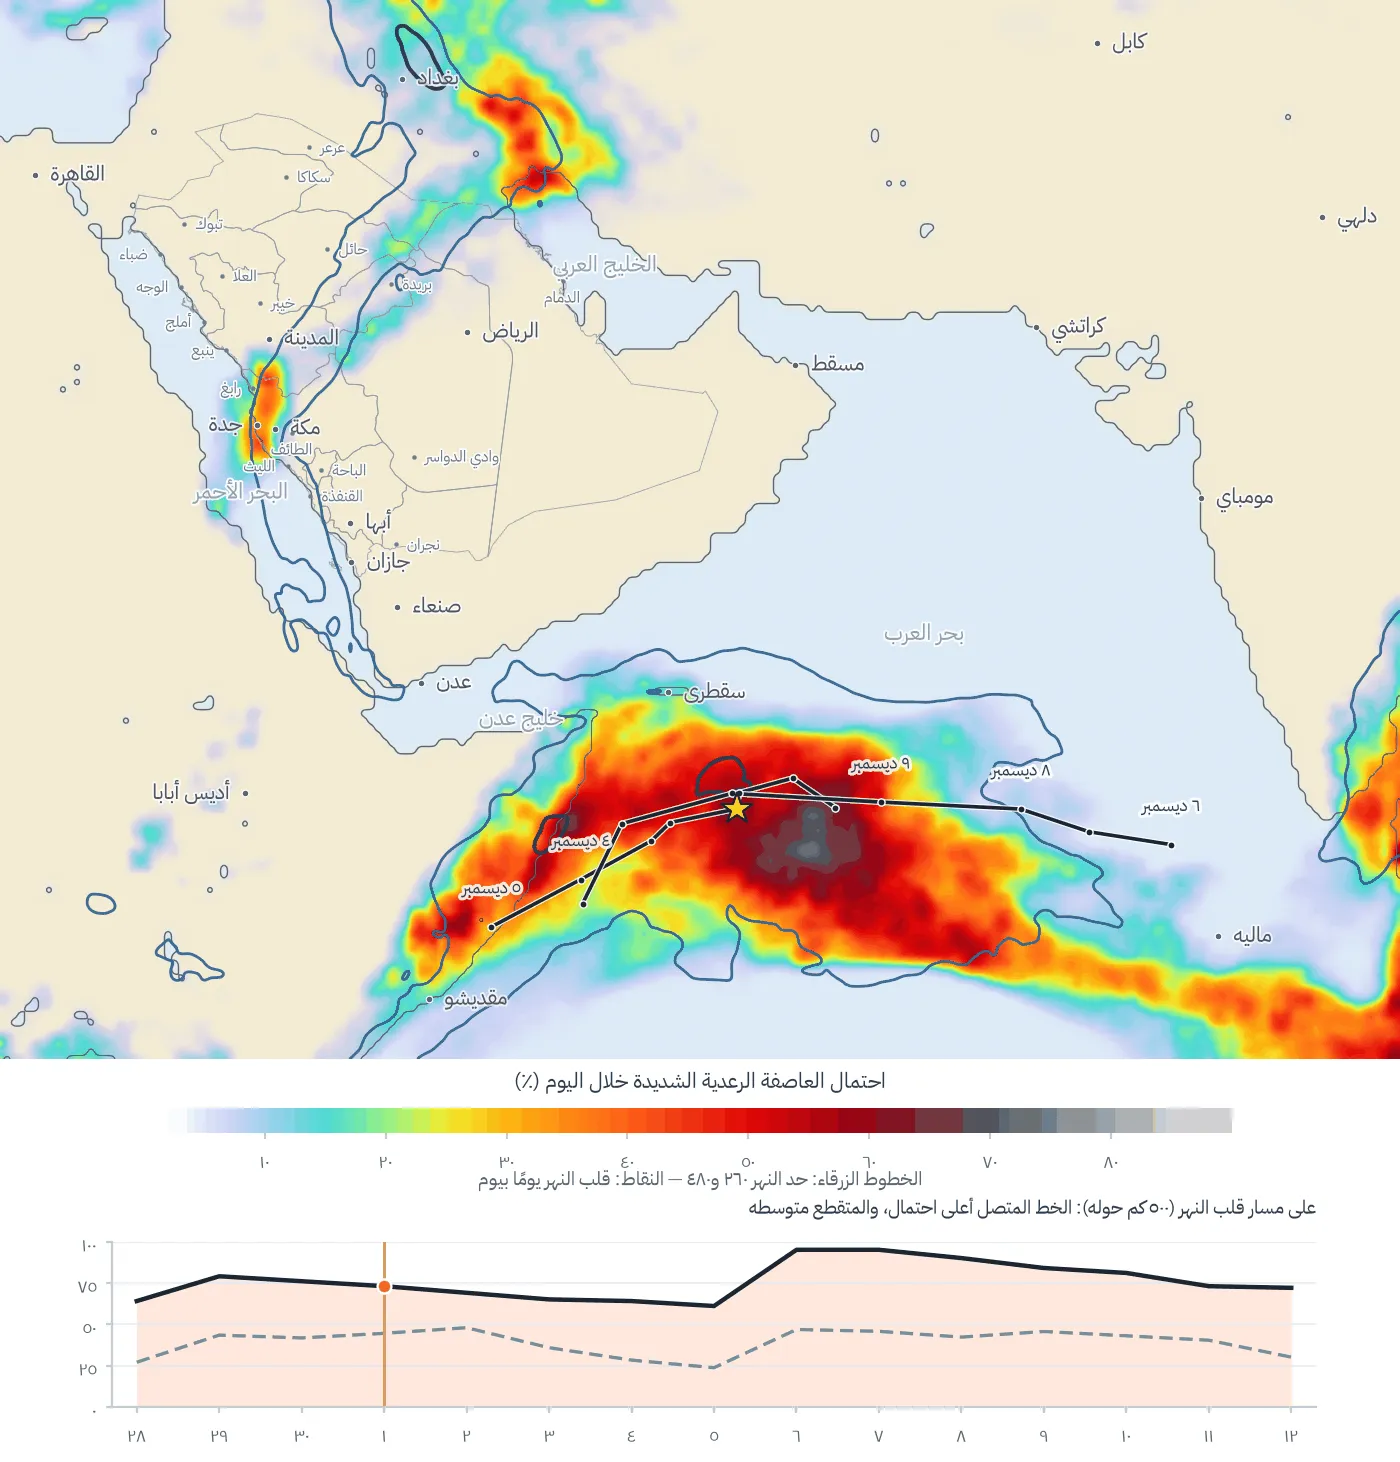 كابل
بغداد
عرعر
القاهرة
سكاكا
دلهي
تبوك
حائل
ضباء
الخليج العربي
العلا
بريدة
الوجه
الدمام
خيبر
أملج
كراتشي
الرياض
المدينة
ينبع
مسقط
رابغ
جدة
مكة
الطائف
وادي الدواسر
الليث
الباحة
البحر الأحمر
القنفذة
مومباي
أبها
نجران
جازان
صنعاء
بحر العرب
عدن
سقطرى
خليج عدن
٩ ديسمبر
٨ ديسمبر
أديس أبابا
٦ ديسمبر
٤ ديسمبر
٥ ديسمبر
ماليه
مقديشو
احتمال العاصفة الرعدية الشديدة خلال اليوم (٪)
١٠ ٢٠ ٣٠ ٤٠ ٥٠ ٦٠ ٧٠ ٨٠
الخطوط الزرقاء: حد النهر ٢٦٠ و٤٨٠ — النقاط: قلب النهر يومًا بيوم
على مسار قلب النهر (٥٠٠ كم حوله): الخط المتصل أعلى احتمال، والمتقطع متوسطه
١٠٠
٧٥
٥٠
٢٥
٠
٢٨ ٢٩ ٣٠ ١ ٢ ٣ ٤ ٥ ٦ ٧ ٨ ٩ ١٠ ١١ ١٢